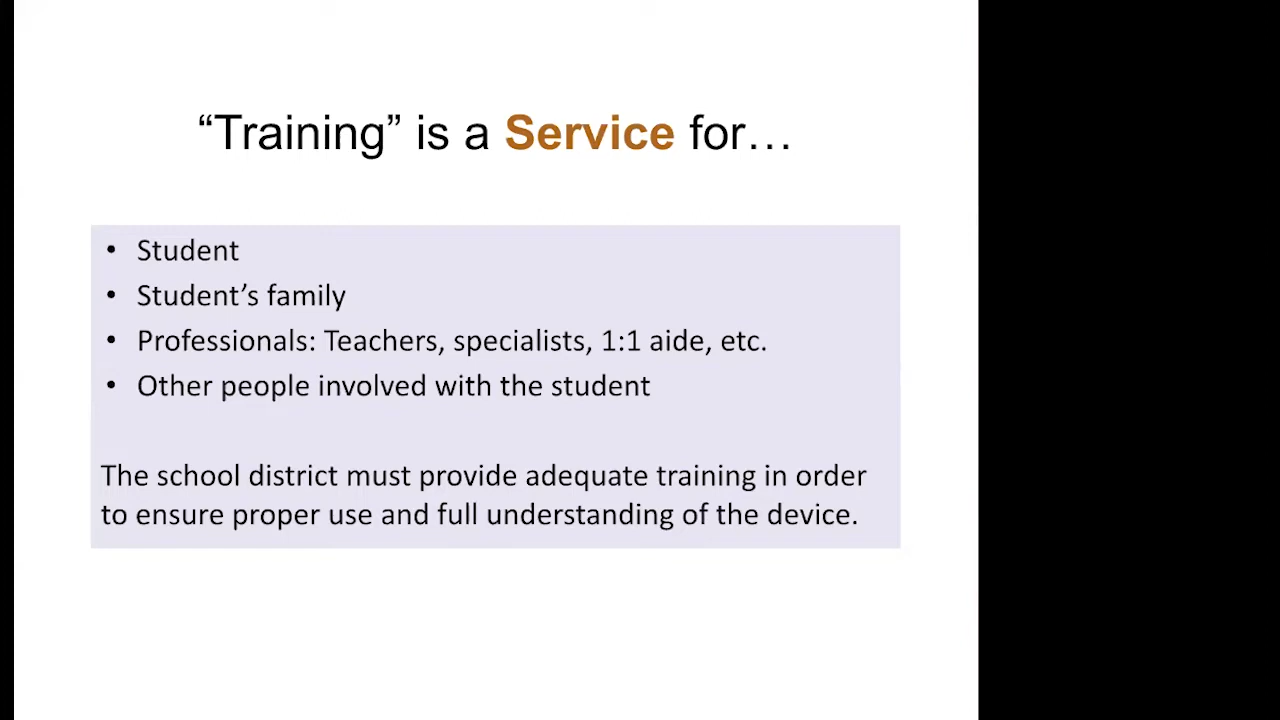 “Training” is a Service for…
• Student
• Student’s family
• Professionals: Teachers, specialists, 1:1 aide, etc.
• Other people involved with the student
The school district must provide adequate training in order
to ensure proper use and full understanding of the device.